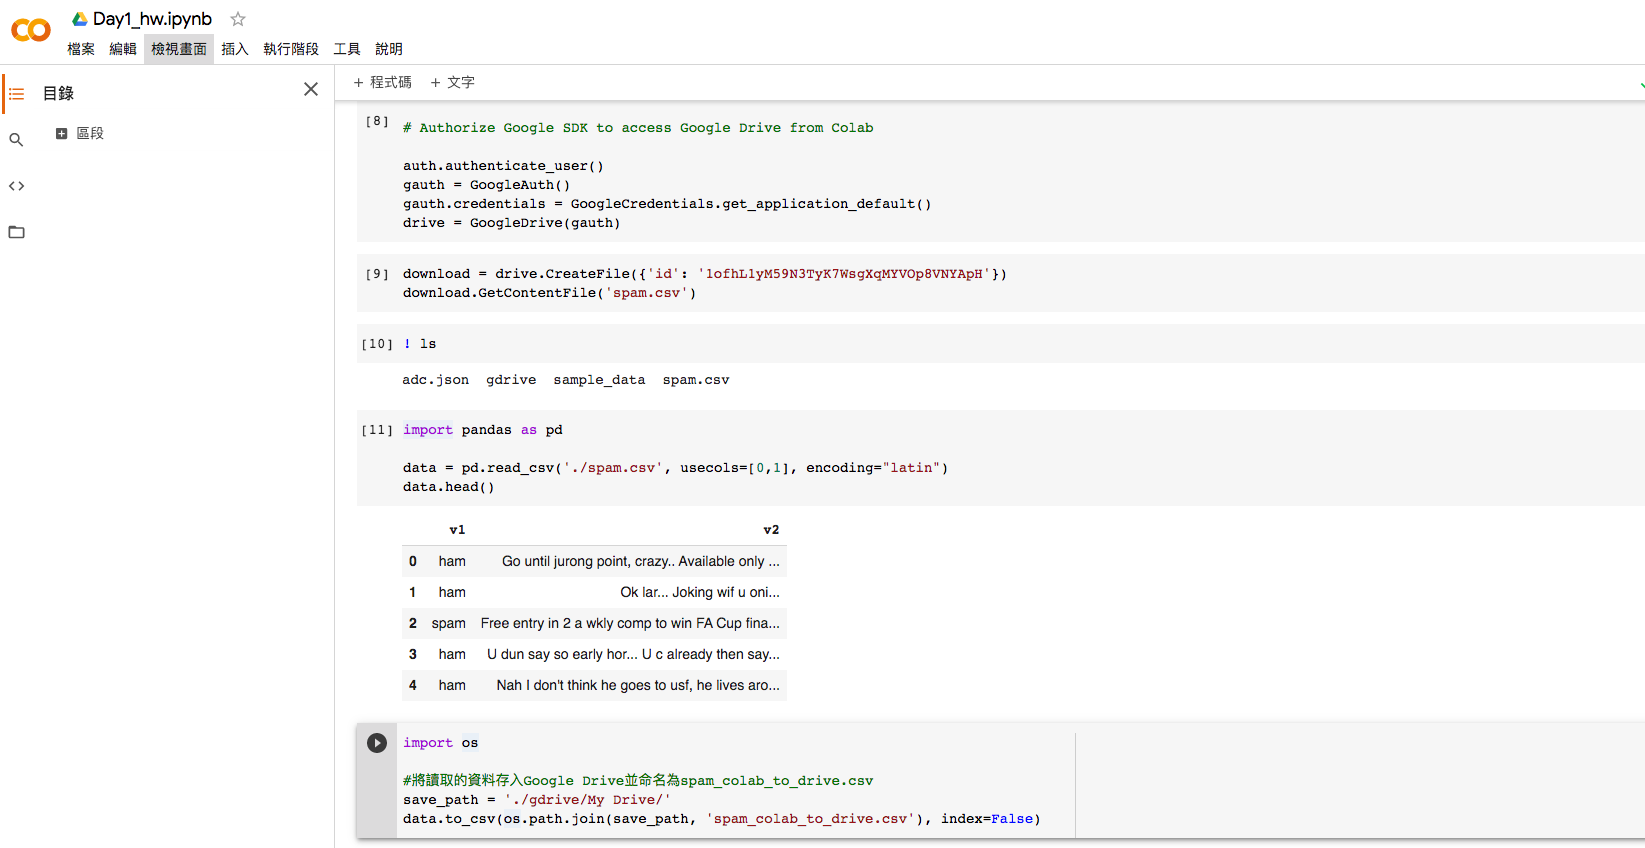 Day1_hw.ipynb
檔案 編輯 檢視畫面 插入 執行階段 工具 說明
目錄
區段
+ 程式碼 + 文字
[8] # Authorize Google SDK to access Google Drive from Colab
auth.authenticate_user()
gauth = GoogleAuth()
gauth.credentials = GoogleCredentials.get_application_default()
drive = GoogleDrive(gauth)
[9] download = drive.CreateFile({'id': '1ofhL1yM59N3TyK7WsgXqMYVOp8VNYApH'})
download.GetContentFile('spam.csv')
[10] ! ls
adc.json gdrive sample_data spam.csv
[11] import pandas as pd
data = pd.read_csv('./spam.csv', usecols=[0,1], encoding="latin")
data.head()
v1 v2
0 ham Go until jurong point, crazy.. Available only ...
1 ham Ok lar... Joking wif u oni...
2 spam Free entry in 2 a wkly comp to win FA Cup fina...
3 ham U dun say so early hor... U c already then say...
4 ham Nah I don't think he goes to usf, he lives aro...
import os
#將讀取的資料存入Google Drive並命名為spam_colab_to_drive.csv
save_path = './gdrive/My Drive/'
data.to_csv(os.path.join(save_path, 'spam_colab_to_drive.csv'), index=False)